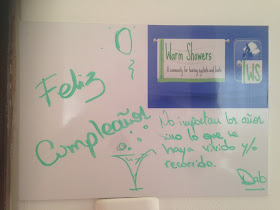 Feliz
Cumpleaños
Warm Showers
A community for touring cyclists and hosts
WS
No importan los años
sino lo que se
haya vivido y/o
recorrido.